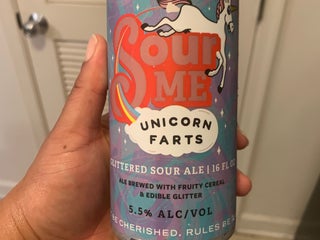 Sour
ME
UNICORN
FARTS
GLITTERED SOUR ALE | 16 FL OZ
ALE BREWED WITH FRUITY CEREAL
& EDIBLE GLITTER
5.5% ALC/VOL
BE CHERISHED. RULES BE